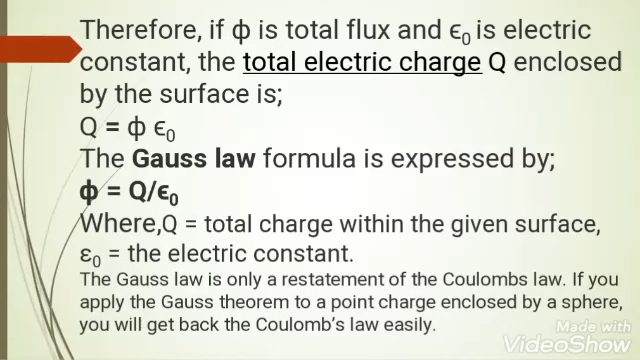 Therefore, if ϕ is total flux and ϵ₀ is electric
constant, the total electric charge Q enclosed
by the surface is;
Q = ϕ ϵ₀
The Gauss law formula is expressed by;
ϕ = Q/ϵ₀
Where,Q = total charge within the given surface,
ε₀ = the electric constant.
The Gauss law is only a restatement of the Coulombs law. If you
apply the Gauss theorem to a point charge enclosed by a sphere,
you will get back the Coulomb’s law easily.
Made with
VideoShow